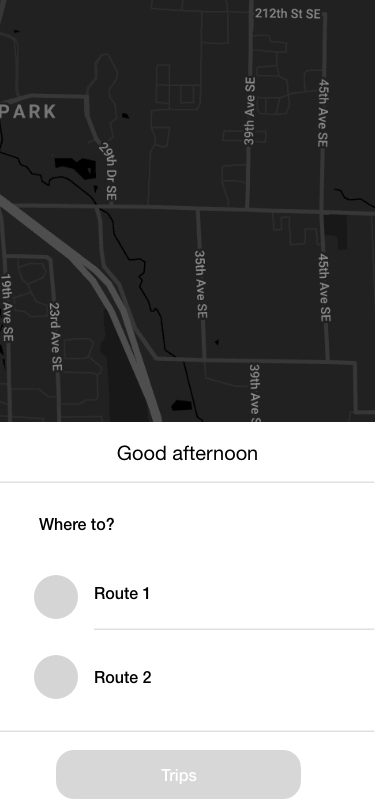 212th St SE
39th Ave SE
45th Ave SE
PARK
29th Dr SE
35th Ave SE
45th Ave SE
19th Ave SE
23rd Ave SE
39th Ave S
Good afternoon
Where to?
Route 1
Route 2
Trips